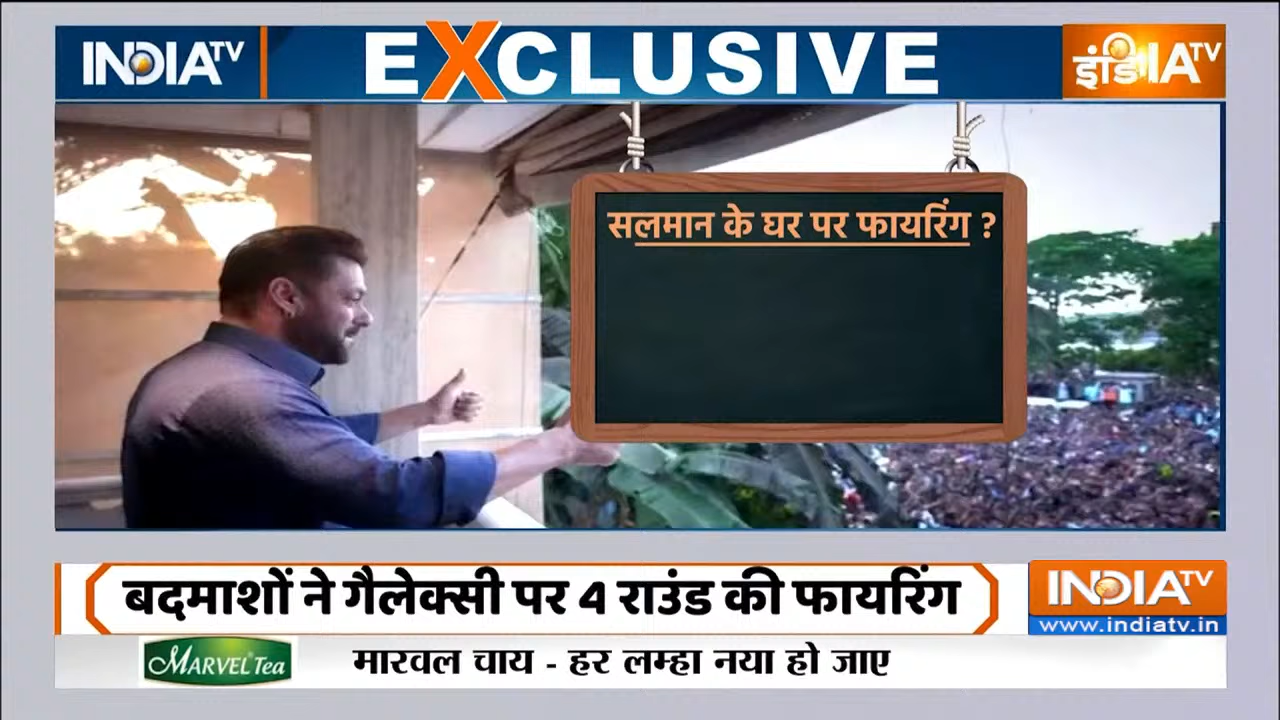 INDIA TV
EXCLUSIVE
इंडिIA TV
सलमान के घर पर फायरिंग ?
बदमाशों ने गैलेक्सी पर 4 राउंड की फायरिंग
INDIA TV
www.indiatv.in
MARVEL Tea
मारवल चाय - हर लम्हा नया हो जाए